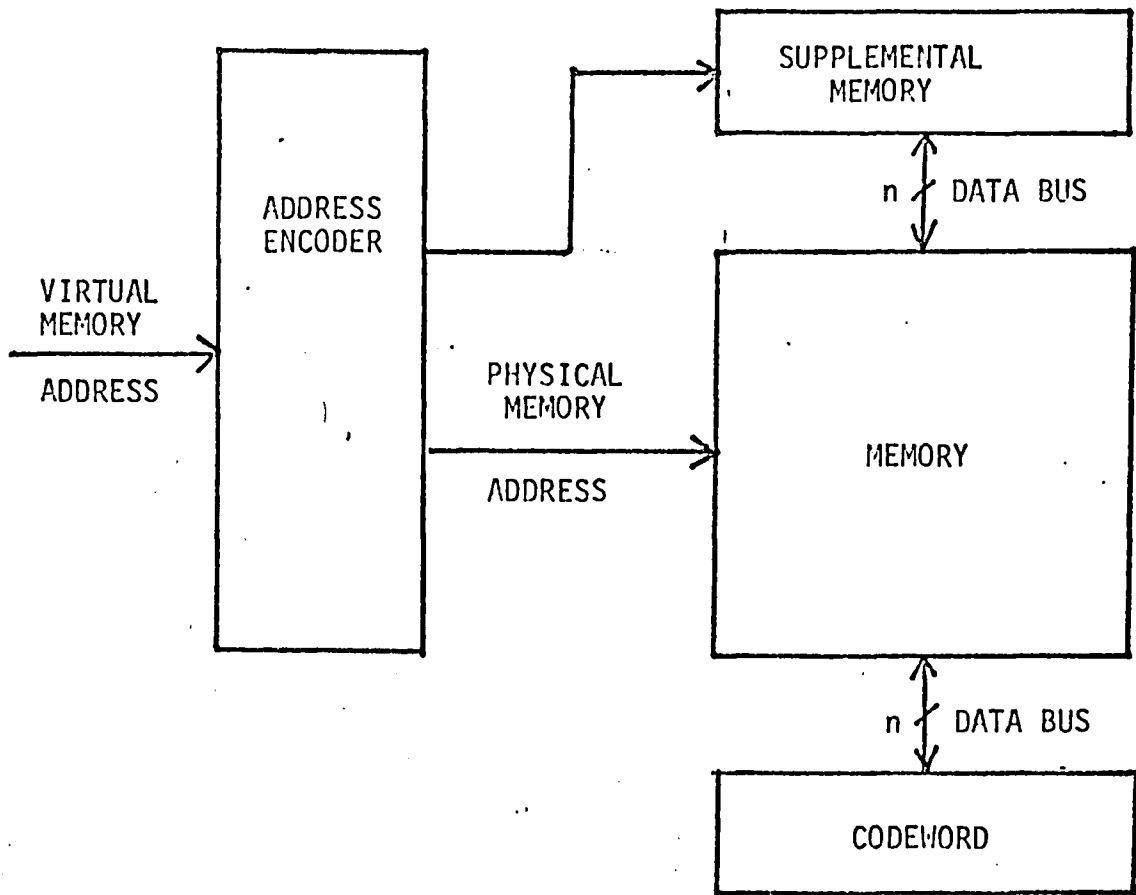 SUPPLEMENTAL
MEMORY
n DATA BUS
ADDRESS
ENCODER
VIRTUAL
MEMORY
ADDRESS
PHYSICAL
MEMORY
ADDRESS
MEMORY
n DATA BUS
CODEWORD